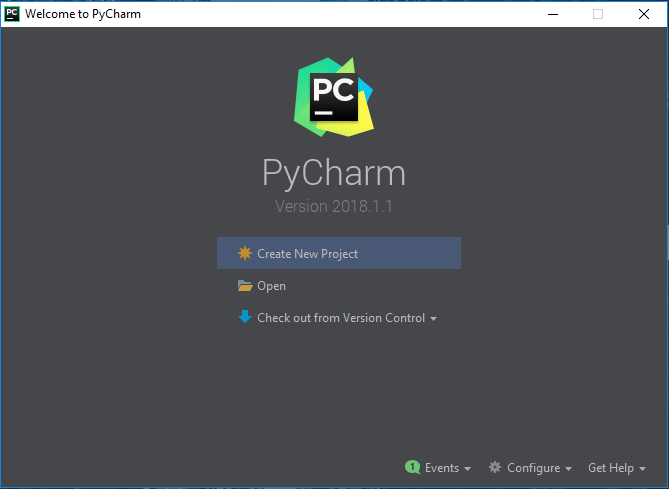 Welcome to PyCharm
PC
PyCharm
Version 2018.1.1
Create New Project
Open
Check out from Version Control
1 Events
Configure
Get Help